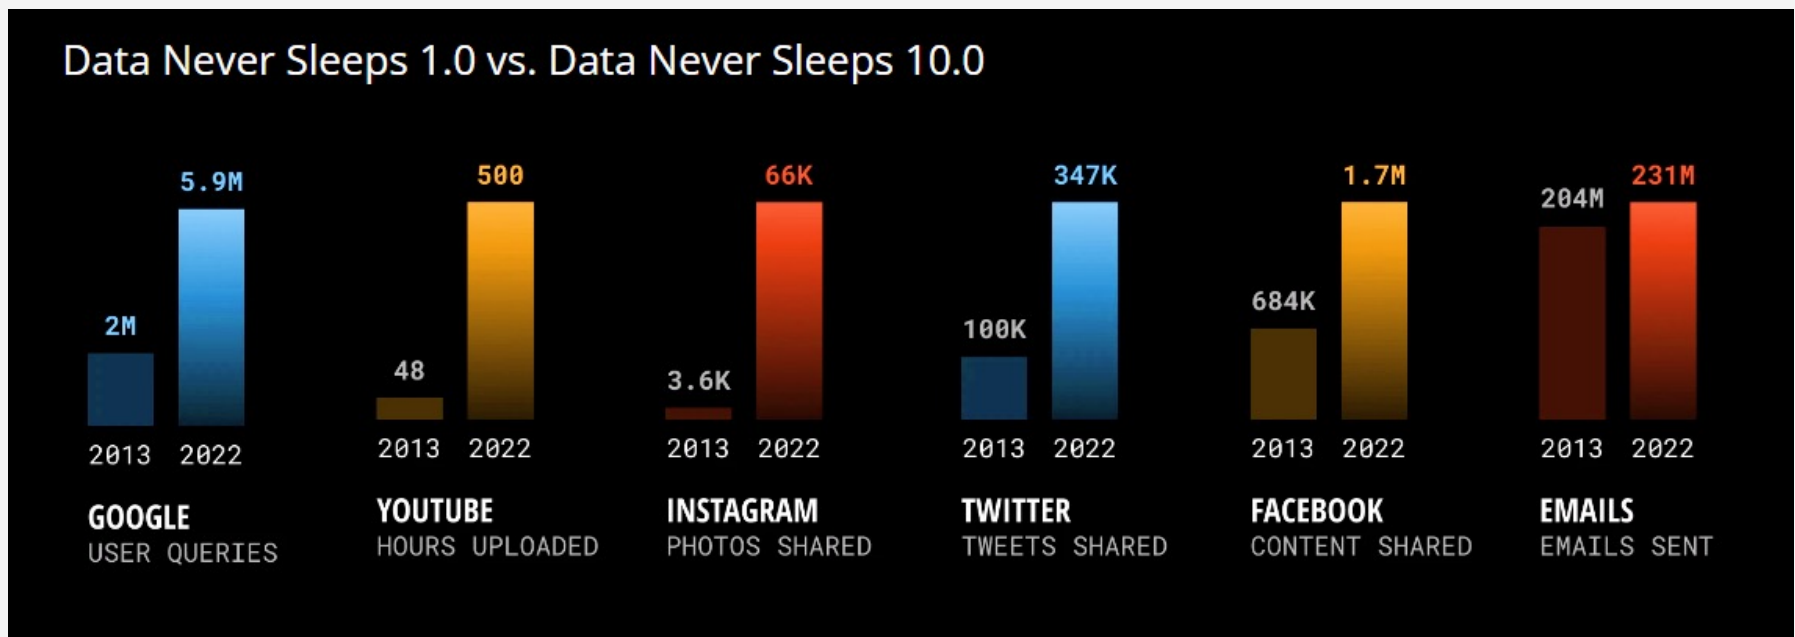 Data Never Sleeps 1.0 vs. Data Never Sleeps 10.0
2M
5.9M
2013 2022
GOOGLE
USER QUERIES
48
500
2013 2022
YOUTUBE
HOURS UPLOADED
3.6K
66K
2013 2022
INSTAGRAM
PHOTOS SHARED
100K
347K
2013 2022
TWITTER
TWEETS SHARED
684K
1.7M
2013 2022
FACEBOOK
CONTENT SHARED
204M
231M
2013 2022
EMAILS
EMAILS SENT